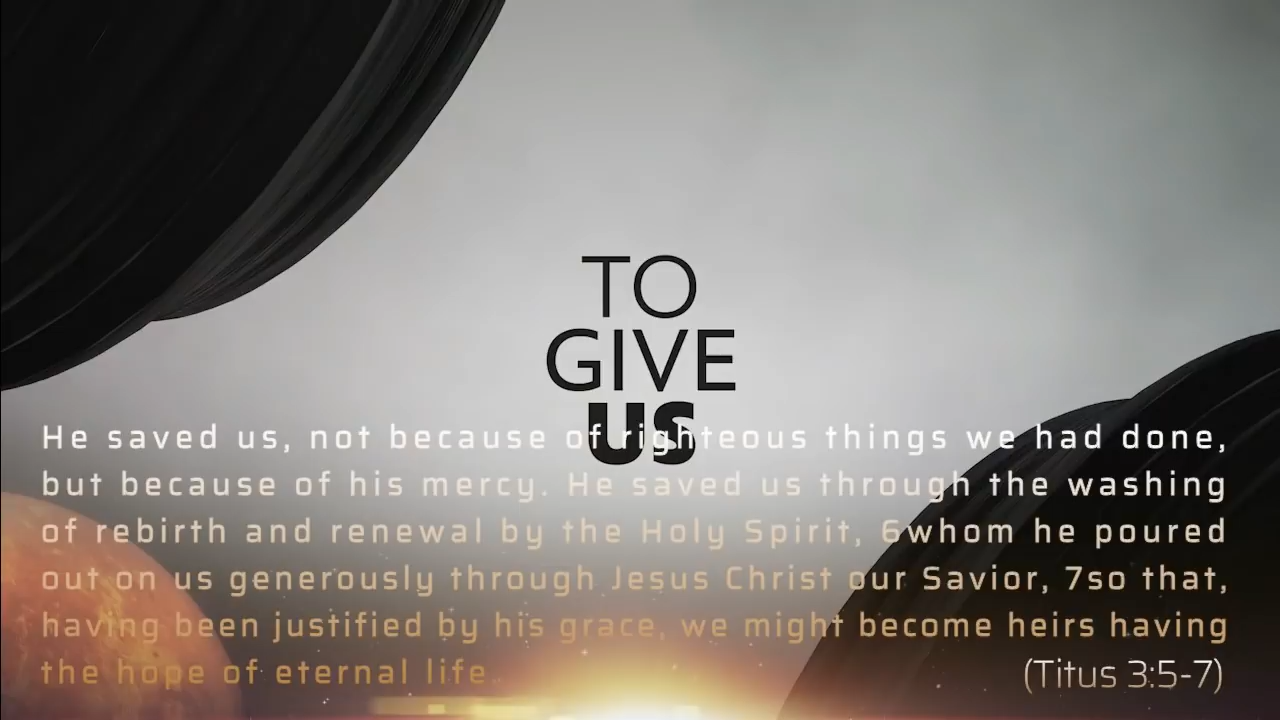 TO
GIVE
US
He saved us, not because of righteous things we had done,
but because of his mercy. He saved us through the washing
of rebirth and renewal by the Holy Spirit, 6whom he poured
out on us generously through Jesus Christ our Savior, 7so that,
having been justified by his grace, we might become heirs having
the hope of eternal life.
(Titus 3:5-7)